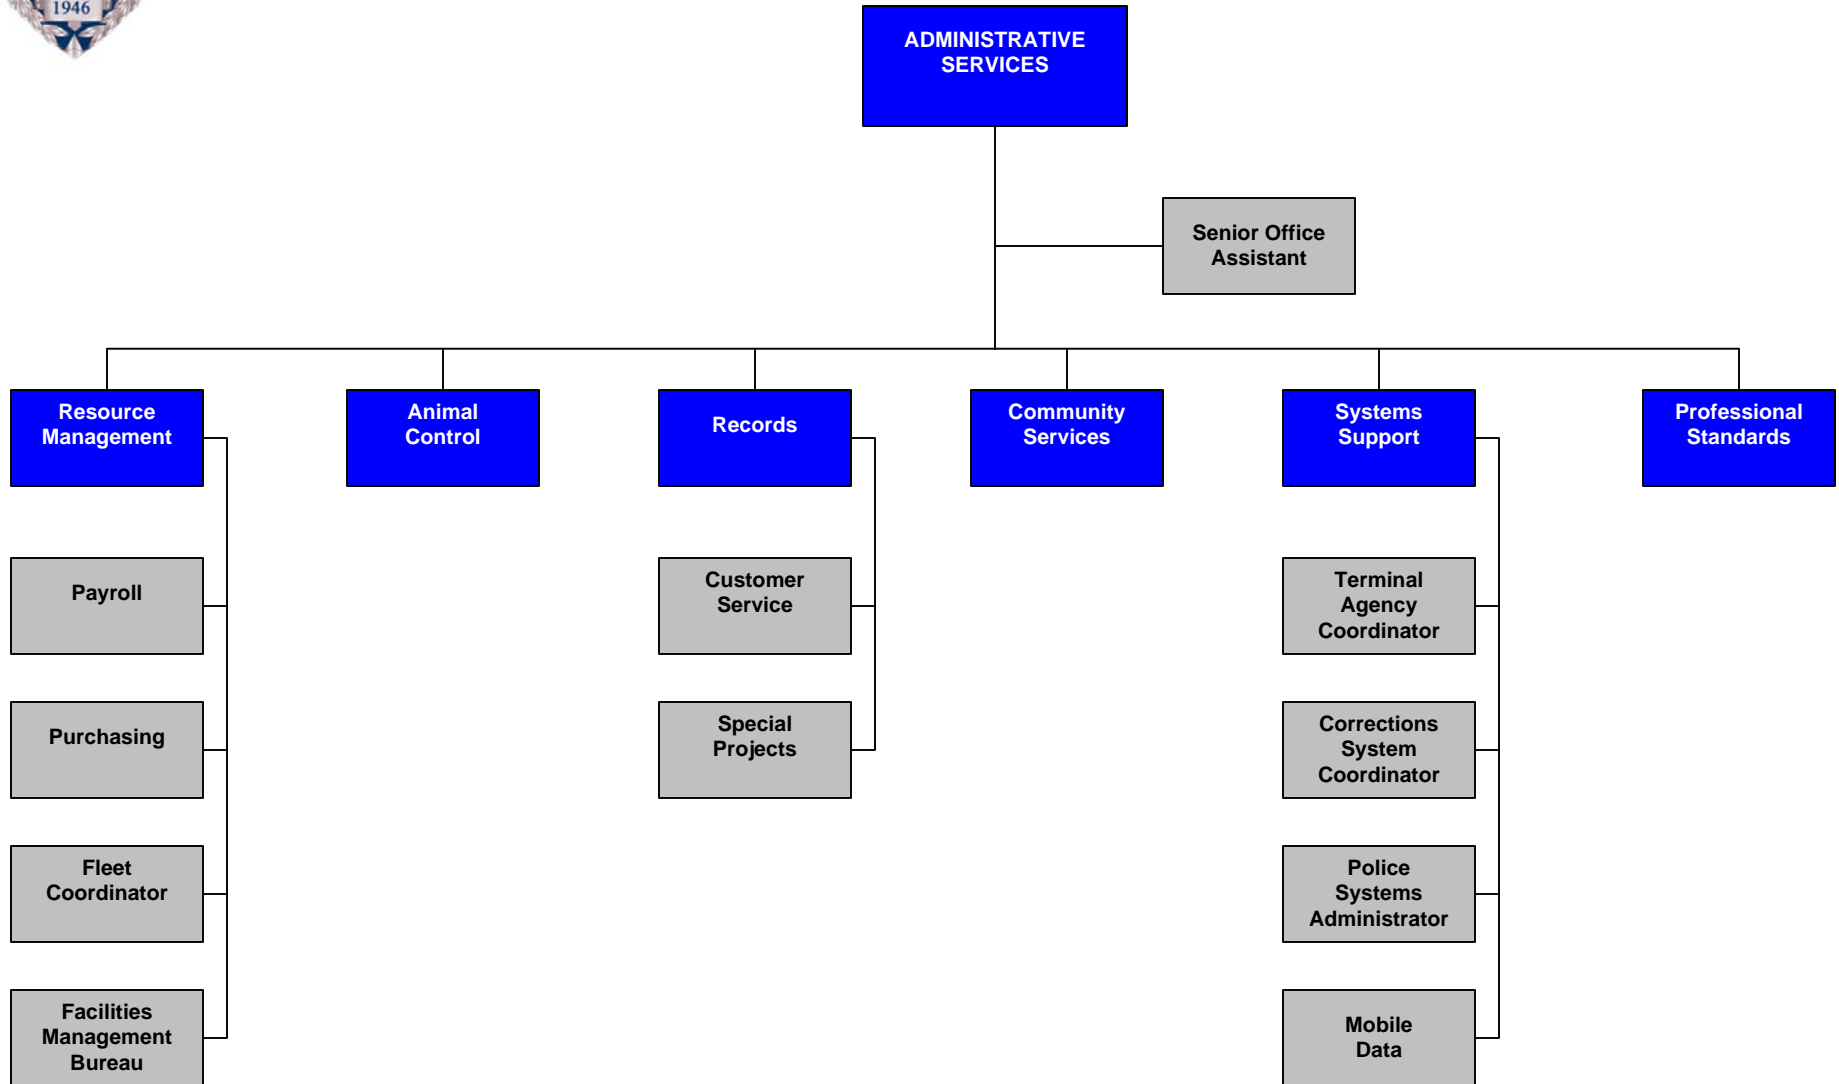 1946
ADMINISTRATIVE
SERVICES
Senior Office
Assistant
Resource
Management
Animal
Control
Records
Community
Services
Systems
Support
Professional
Standards
Payroll
Customer
Service
Terminal
Agency
Coordinator
Purchasing
Special
Projects
Corrections
System
Coordinator
Fleet
Coordinator
Police
Systems
Administrator
Facilities
Management
Bureau
Mobile
Data